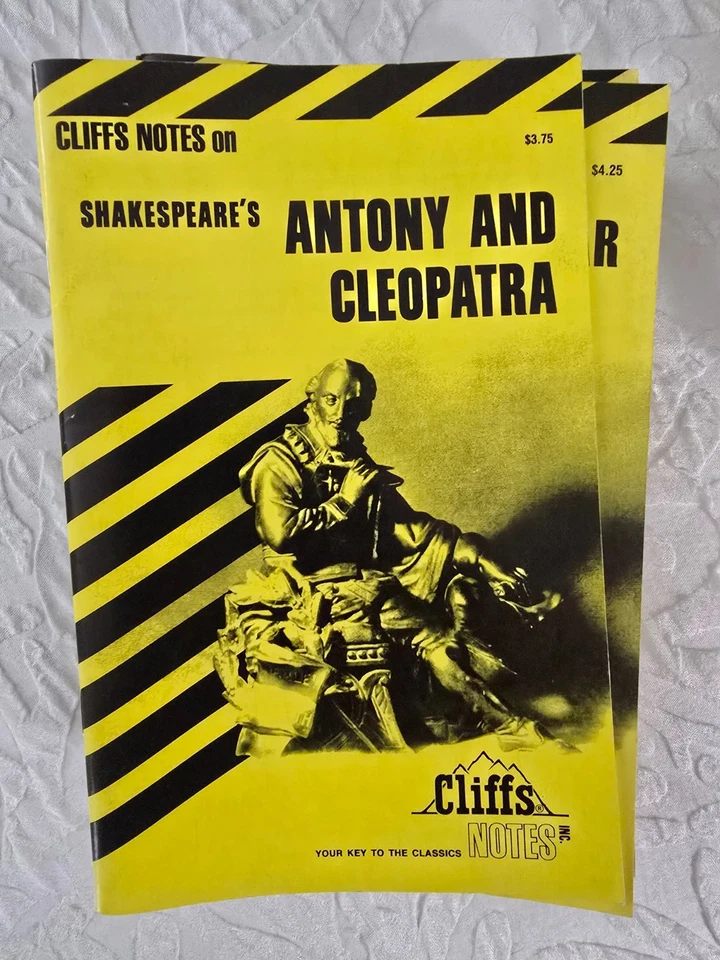 CLIFFS NOTES on
$3.75
$4.25
SHAKESPEARE'S
ANTONY AND
CLEOPATRA
R
Cliffs®
NOTES INC.
YOUR KEY TO THE CLASSICS